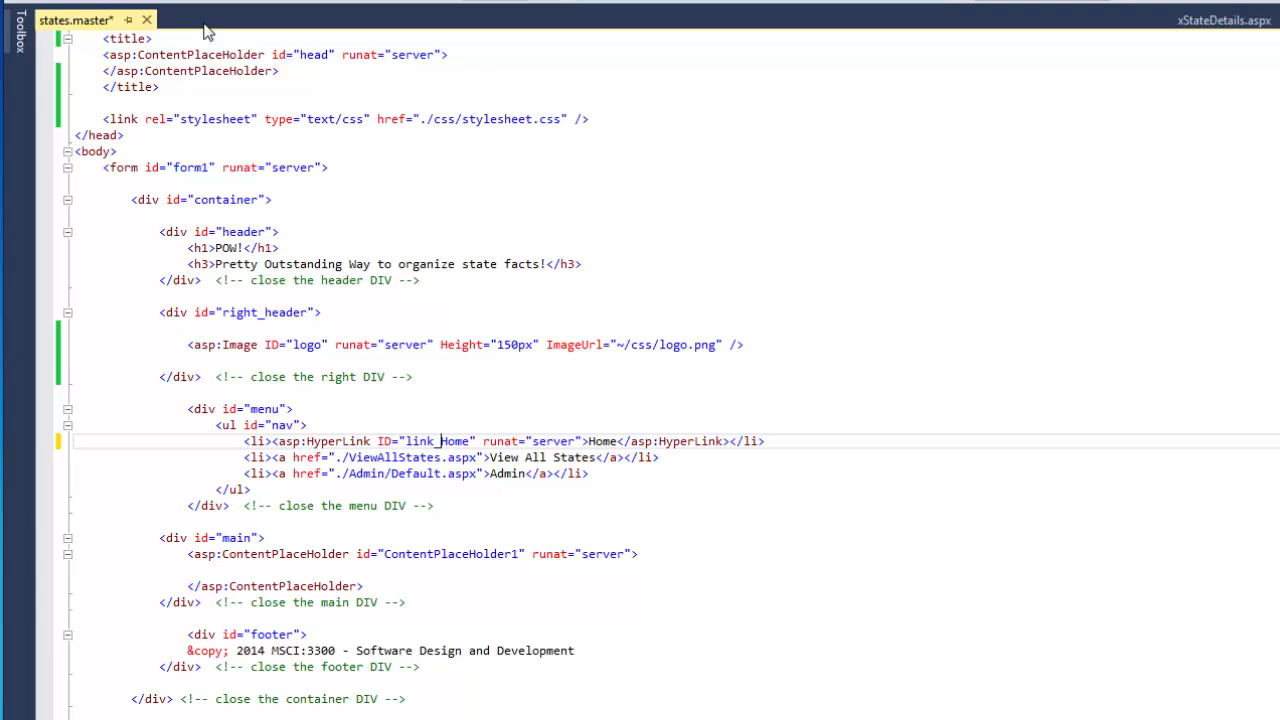 Toolbox
states.master*
xStateDetails.aspx
<title>
<asp:ContentPlaceHolder id="head" runat="server">
</asp:ContentPlaceHolder>
</title>
<link rel="stylesheet" type="text/css" href="./css/stylesheet.css" />
</head>
<body>
<form id="form1" runat="server">
<div id="container">
<div id="header">
<h1>POW!</h1>
<h3>Pretty Outstanding Way to organize state facts!</h3>
</div>  <!-- close the header DIV -->
<div id="right_header">
<asp:Image ID="logo" runat="server" Height="150px" ImageUrl="~/css/logo.png" />
</div>  <!-- close the right DIV -->
<div id="menu">
<ul id="nav">
<li><asp:HyperLink ID="link_Home" runat="server">Home</asp:HyperLink></li>
<li><a href="./ViewAllStates.aspx">View All States</a></li>
<li><a href="./Admin/Default.aspx">Admin</a></li>
</ul>
</div>  <!-- close the menu DIV -->
<div id="main">
<asp:ContentPlaceHolder id="ContentPlaceHolder1" runat="server">
</asp:ContentPlaceHolder>
</div>  <!-- close the main DIV -->
<div id="footer">
&copy; 2014 MSCI:3300 - Software Design and Development
</div>  <!-- close the footer DIV -->
</div> <!-- close the container DIV -->